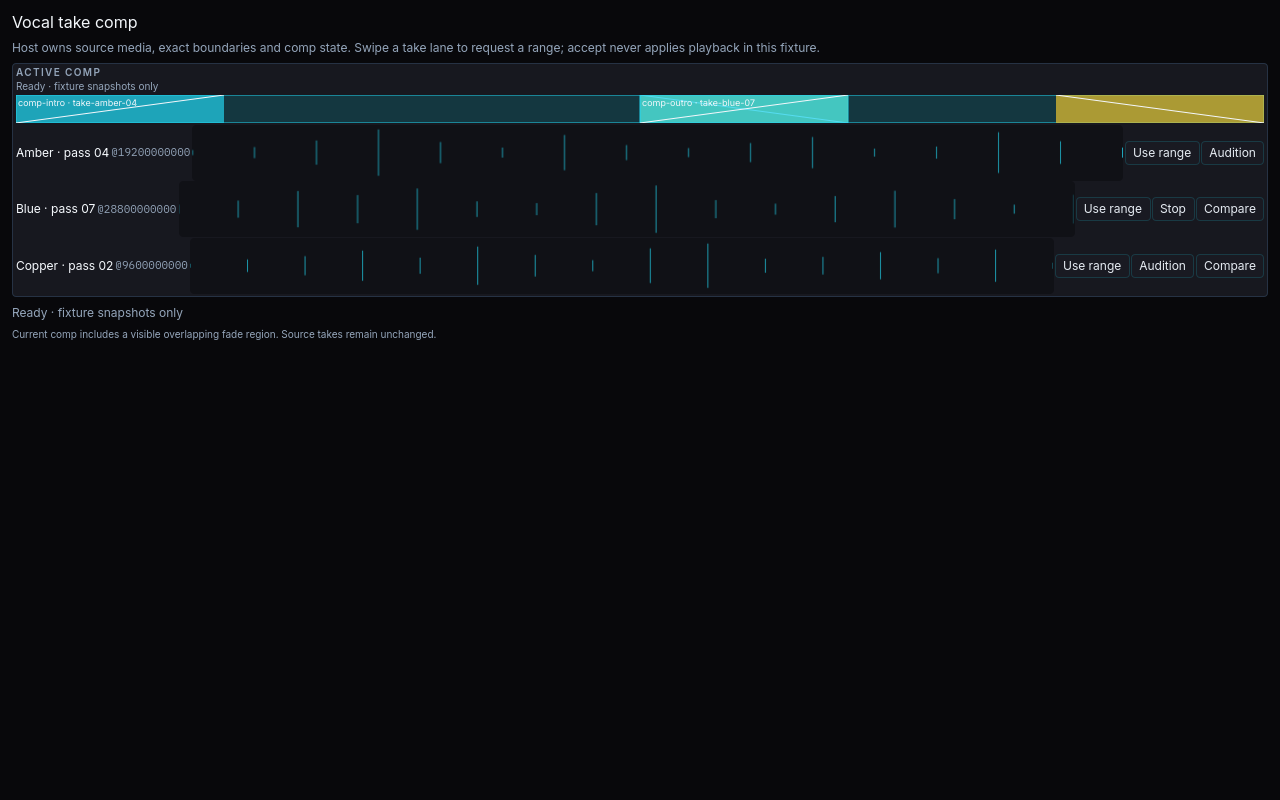 Vocal take comp
Host owns source media, exact boundaries and comp state. Swipe a take lane to request a range; accept never applies playback in this fixture.
ACTIVE COMP
Ready · fixture snapshots only
comp-intro · take-amber-04 comp-outro · take-blue-07
Amber · pass 04 @19200000000 Use range Audition
Blue · pass 07 @28800000000 Use range Stop Compare
Copper · pass 02 @9600000000 Use range Audition Compare
Ready · fixture snapshots only
Current comp includes a visible overlapping fade region. Source takes remain unchanged.